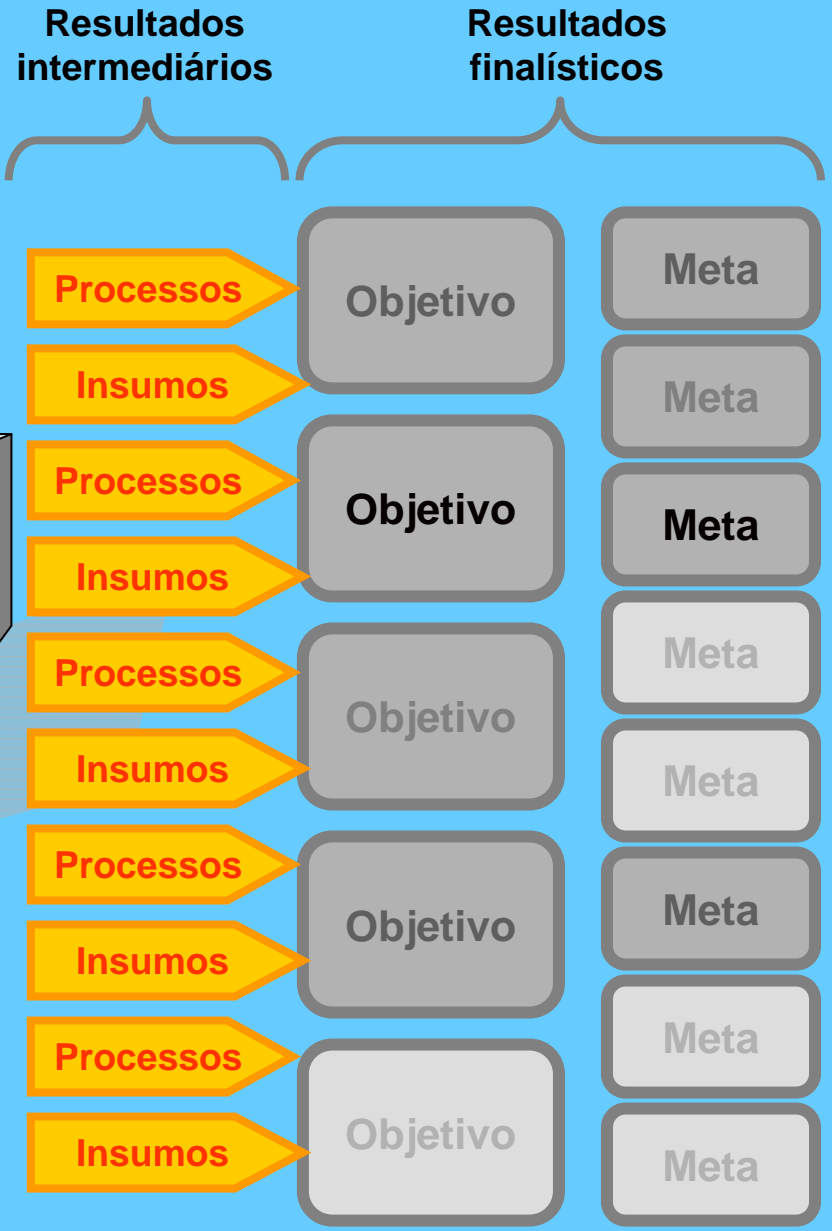 Resultados
intermediários
Resultados
finalísticos
Processos
Insumos
Processos
Insumos
Processos
Insumos
Processos
Insumos
Processos
Insumos
Objetivo
Objetivo
Objetivo
Objetivo
Objetivo
Meta
Meta
Meta
Meta
Meta
Meta
Meta
Meta